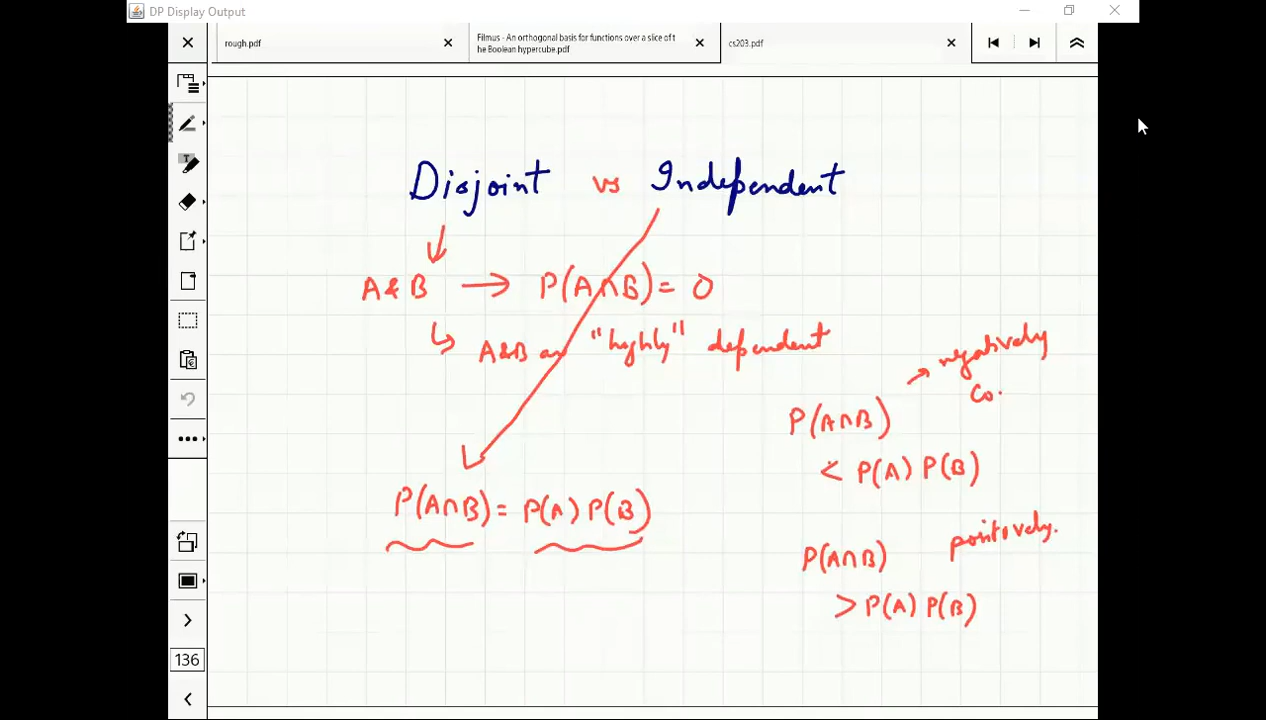 DP Display Output
rough.pdf
Filmus - An orthogonal basis for functions over a slice of t
he Boolean hypercube.pdf
cs203.pdf
Disjoint vs Independent
A & B → P(A∩B) = 0
↳ A&B are "highly" dependent
→ negatively
co.
P(A∩B)
< P(A) P(B)
P(A∩B) = P(A) P(B)
positively.
P(A∩B)
> P(A) P(B)
136